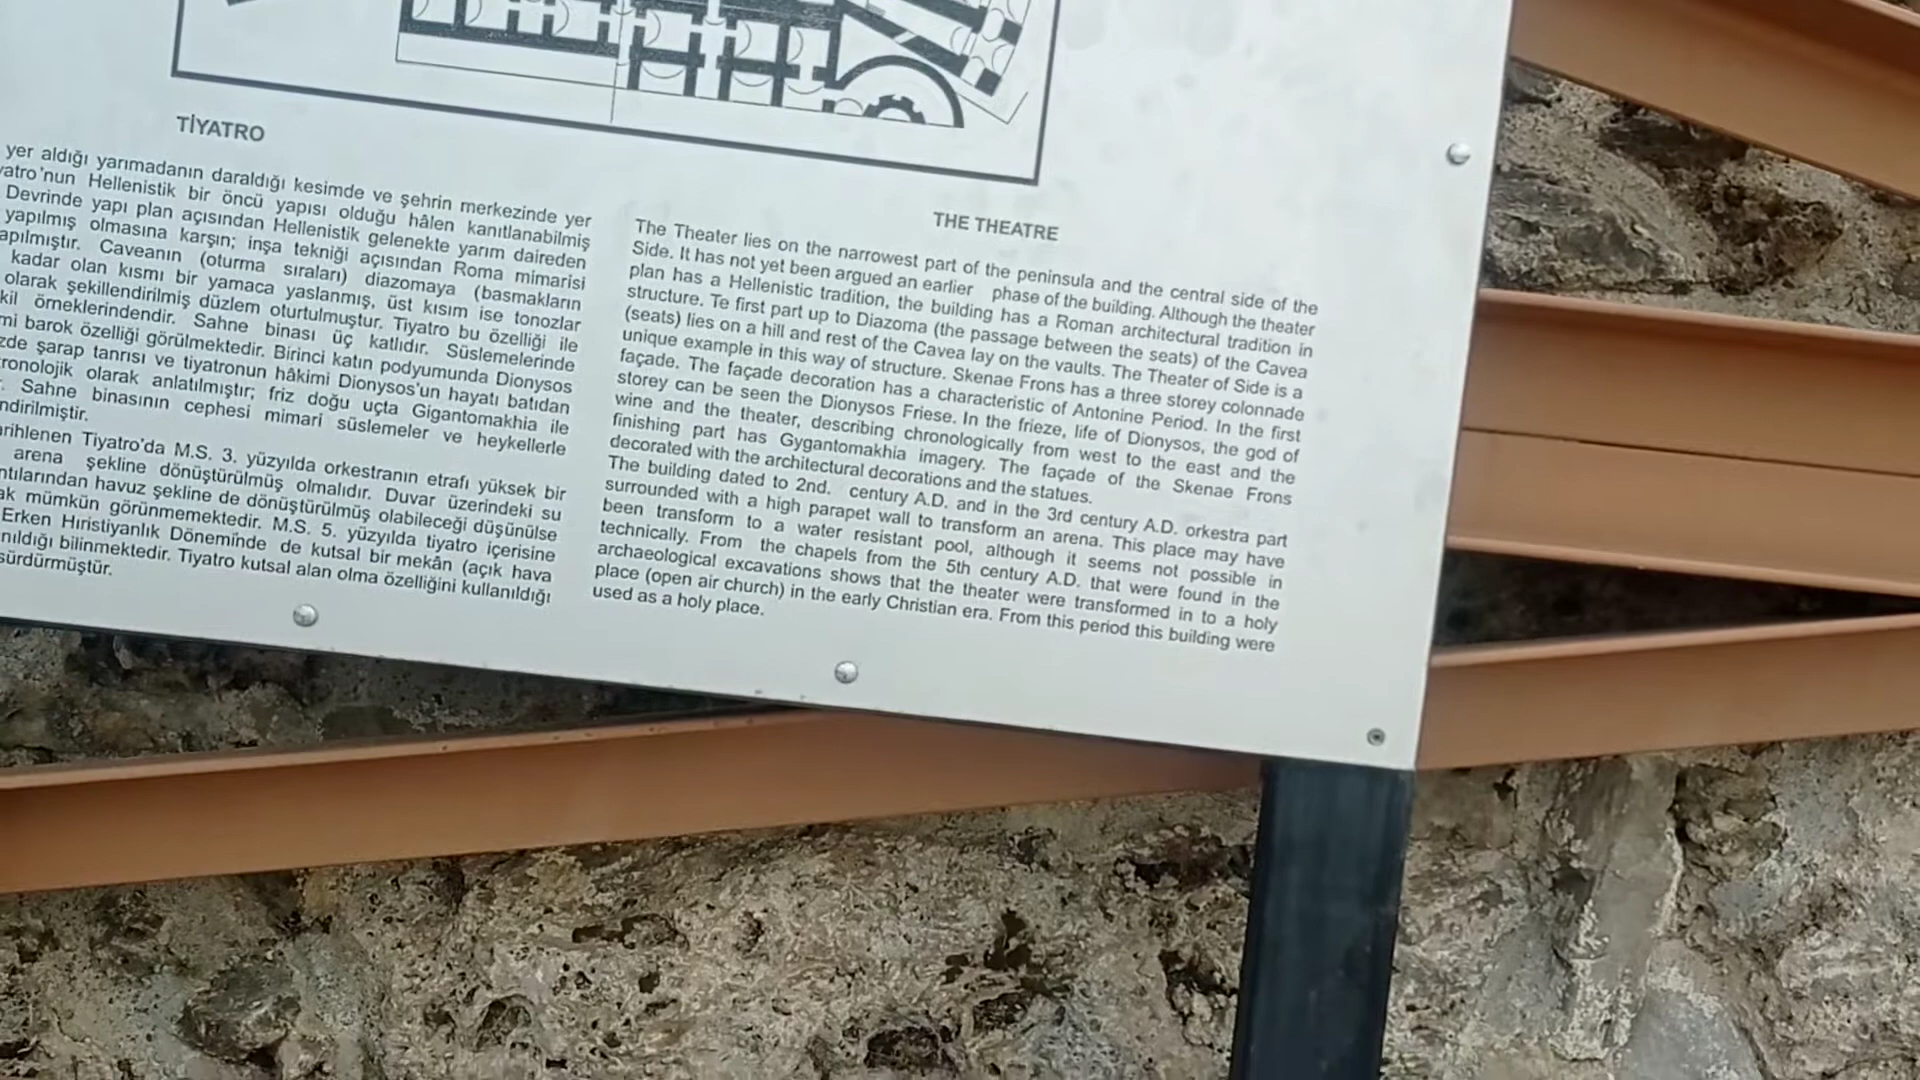 TİYATRO
yer aldığı yarımadanın daraldığı kesimde ve şehrin merkezinde yer
yatro'nun Hellenistik bir öncü yapısı olduğu hâlen kanıtlanabilmiş
Devrinde yapı plan açısından Hellenistik gelenekte yarım daireden
yapılmış olmasına karşın; inşa tekniği açısından Roma mimarisi
apılmıştır. Caveanın (oturma sıraları) diazomaya (basmakların
kadar olan kısmı bir yamaca yaslanmış, üst kısım ise tonozlar
olarak şekillendirilmiş düzlem oturtulmuştur. Tiyatro bu özelliği ile
kil örneklerindendir. Sahne binası üç katlıdır. Süslemelerinde
mi barok özelliği görülmektedir. Birinci katın podyumunda Dionysos
zde şarap tanrısı ve tiyatronun hâkimi Dionysos'un hayatı batıdan
ronolojik olarak anlatılmıştır; friz doğu uçta Gigantomakhia ile
Sahne binasının cephesi mimarî süslemeler ve heykellerle
ndirilmiştir.
arihlenen Tiyatro'da M.S. 3. yüzyılda orkestranın etrafı yüksek bir
arena şekline dönüştürülmüş olmalıdır. Duvar üzerindeki su
ntılarından havuz şekline de dönüştürülmüş olabileceği düşünülse
ak mümkün görünmemektedir. M.S. 5. yüzyılda tiyatro içerisine
Erken Hıristiyanlık Döneminde de kutsal bir mekân (açık hava
nıldığı bilinmektedir. Tiyatro kutsal alan olma özelliğini kullanıldığı
sürdürmüştür.
THE THEATRE
The Theater lies on the narrowest part of the peninsula and the central side of the
Side. It has not yet been argued an earlier phase of the building. Although the theater
plan has a Hellenistic tradition, the building has a Roman architectural tradition in
structure. Te first part up to Diazoma (the passage between the seats) of the Cavea
(seats) lies on a hill and rest of the Cavea lay on the vaults. The Theater of Side is a
unique example in this way of structure. Skenae Frons has a three storey colonnade
façade. The façade decoration has a characteristic of Antonine Period. In the first
storey can be seen the Dionysos Friese. In the frieze, life of Dionysos, the god of
wine and the theater, describing chronologically from west to the east and the
finishing part has Gygantomakhia imagery. The façade of the Skenae Frons
decorated with the architectural decorations and the statues.
The building dated to 2nd. century A.D. and in the 3rd century A.D. orkestra part
surrounded with a high parapet wall to transform an arena. This place may have
been transform to a water resistant pool, although it seems not possible in
technically. From the chapels from the 5th century A.D. that were found in the
archaeological excavations shows that the theater were transformed in to a holy
place (open air church) in the early Christian era. From this period this building were
used as a holy place.